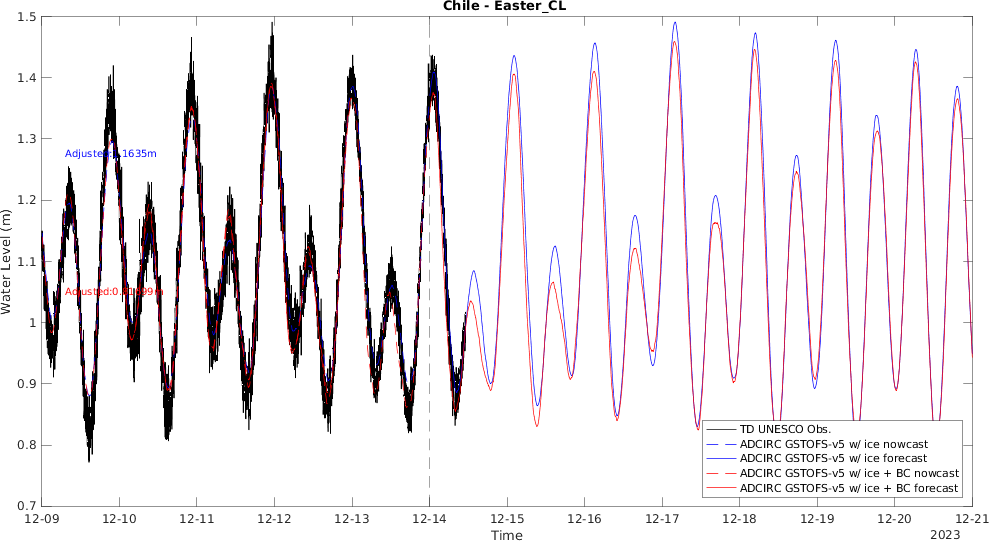 Chile - Easter_CL
1.5
1.4
1.3
1.2
1.1
1
0.9
0.8
0.7
Water Level (m)
12-09
12-10
12-11
12-12
12-13
12-14
12-15
12-16
12-17
12-18
12-19
12-20
12-21
2023
Time
TD UNESCO Obs.
ADCIRC GSTOFS-v5 w/ ice nowcast
ADCIRC GSTOFS-v5 w/ ice forecast
ADCIRC GSTOFS-v5 w/ ice + BC nowcast
ADCIRC GSTOFS-v5 w/ ice + BC forecast